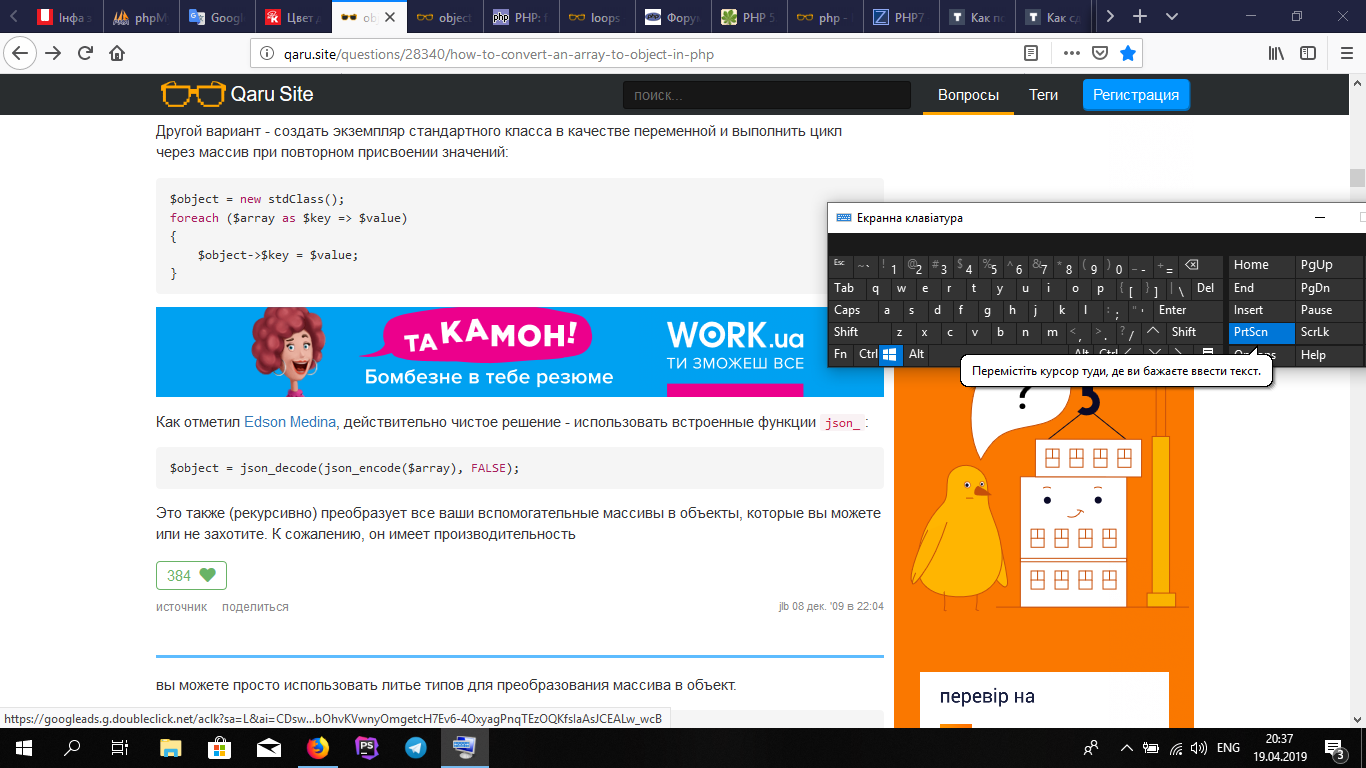 Инфа з
phpM
Googl
Цвет д
ob
object
PHP: М
loops
Фору
PHP 5
php -
PHP7
Как по
Как сд
qaru.site/questions/28340/how-to-convert-an-array-to-object-in-php
Qaru Site
поиск...
Вопросы
Теги
Регистрация
Другой вариант - создать экземпляр стандартного класса в качестве переменной и выполнить цикл
через массив при повторном присвоении значений:
$object = new stdClass();
foreach ($array as $key => $value)
{
$object->$key = $value;
}
Екранна клавіатура
Esc ~ ` ! 1 @ 2 # 3 $ 4 % 5 ^ 6 & 7 * 8 ( 9 ) 0 _ - + = Home PgUp
Tab q w e r t y u i o p { [ } ] | \ Del End PgDn
Caps a s d f g h j k l : ; " ' Enter Insert Pause
Shift z x c v b n m < , > . ? / Shift PrtScn ScrLk
Fn Ctrl Alt Alt Ctrl Options Help
Перемістіть курсор туди, де ви бажаєте ввести текст.
ТА КАМОН!
Бомбезне в тебе резюме
WORK.ua
ТИ ЗМОЖЕШ ВСЕ
?
Как отметил Edson Medina, действительно чистое решение - использовать встроенные функции json_ :
$object = json_decode(json_encode($array), FALSE);
Это также (рекурсивно) преобразует все ваши вспомогательные массивы в объекты, которые вы можете
или не захотите. К сожалению, он имеет производительность
384
источник поделиться
jlb 08 дек. '09 в 22:04
вы можете просто использовать литье типов для преобразования массива в объект.
перевір на
https://googleads.g.doubleclick.net/aclk?sa=L&ai=CDsw...bOhvKVwnyOmgetcH7Ev6-4OxyagPnqTEzOQKfslaAsJCEALw_wcB
PS
ENG
20:37
19.04.2019
3